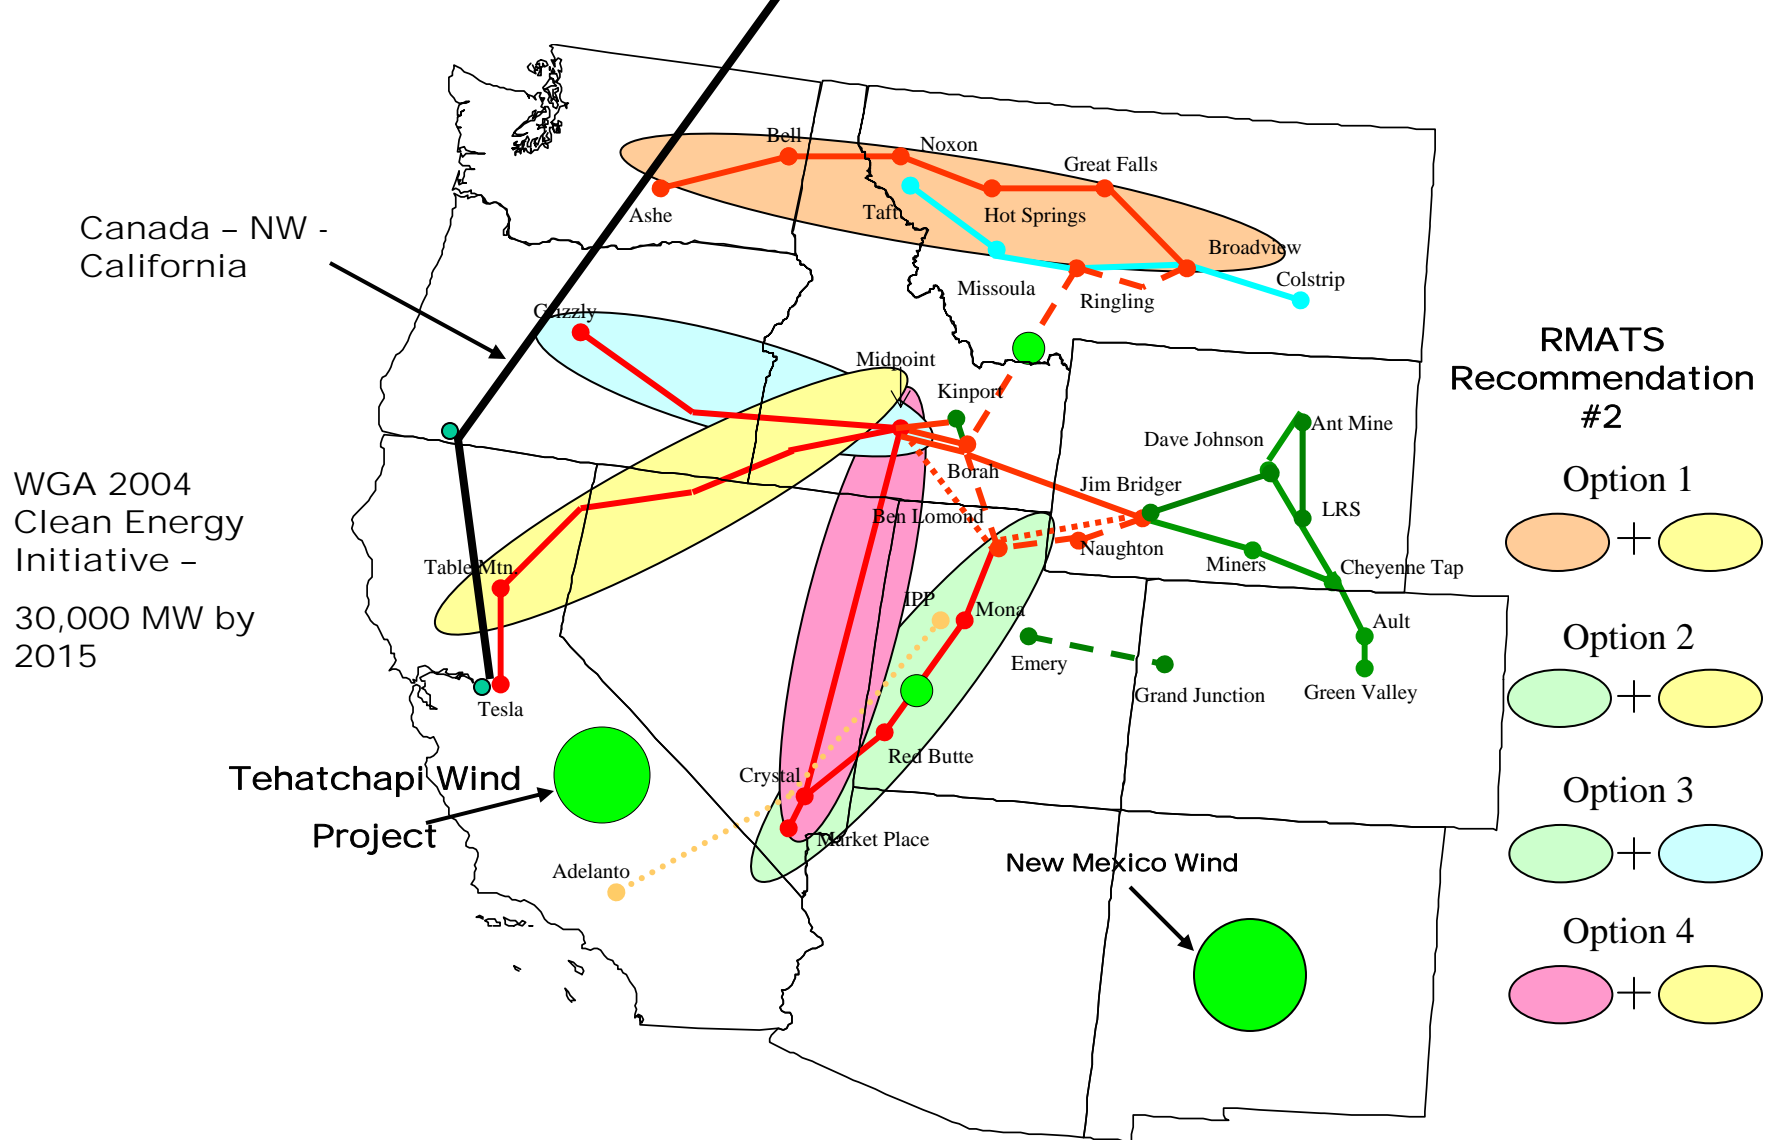 Bell
Noxon
Great Falls
Ashe
Taft
Hot Springs
Canada – NW -
California
Broadview
Missoula
Ringling
Colstrip
Grizzly
Midpoint
Kinport
Borah
Dave Johnson
Ant Mine
Jim Bridger
LRS
Ben Lomond
Naughton
Miners
Cheyenne Tap
WGA 2004
Clean Energy
Initiative –
30,000 MW by
2015
Table Mtn
IPP
Mona
Emery
Grand Junction
Ault
Green Valley
Tesla
Red Butte
Crystal
Market Place
Adelanto
Tehatchapi Wind
Project
New Mexico Wind
RMATS
Recommendation
#2
Option 1
+
Option 2
+
Option 3
+
Option 4
+